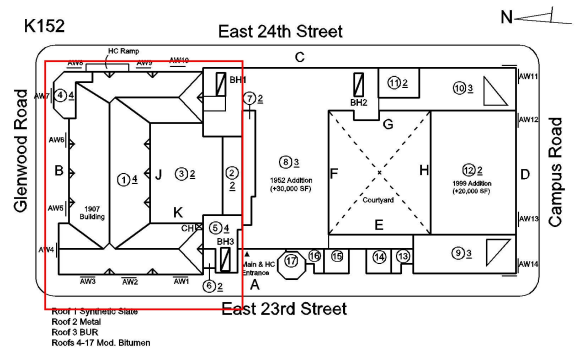 K152
East 24th Street
N
HC Ramp
AW8
AW9
AW10
C
AW7
4 4
BH1
7 2
BH2
11 2
10 3
AW11
Glenwood Road
AW6
B
1907
Building
1 4
J
3 2
K
2
2
8 3
1952 Addition
(+30,000 SF)
F
G
H
Courtyard
E
AW12
12 2
1999 Addition
(+20,000 SF)
D
Campus Road
AW5
AW13
AW4
CH
5 4
BH3
Main & HC
Entrance
17
16
15
14
13
9 3
AW14
AW3
AW2
AW1
6 2
A
East 23rd Street
Roof 1 Synthetic Slate
Roof 2 Metal
Roof 3 BUR
Roofs 4-17 Mod. Bitumen